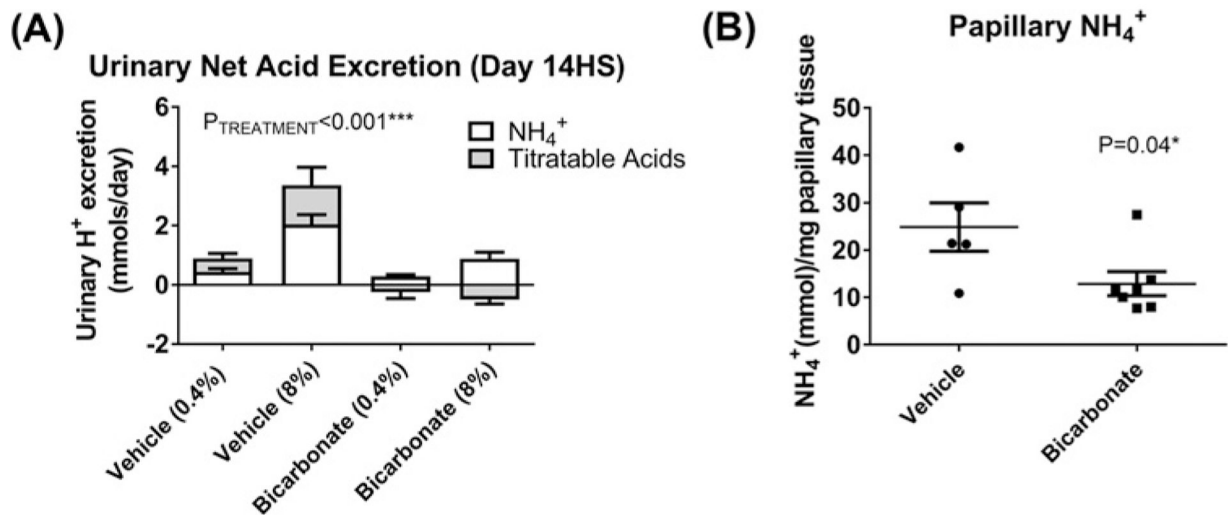 (A)
Urinary Net Acid Excretion (Day 14HS)
Urinary H⁺ excretion
(mmols/day)
6
4
2
0
-2
P_TREATMENT<0.001***
NH₄⁺
Titratable Acids
Vehicle (0.4%)
Vehicle (8%)
Bicarbonate (0.4%)
Bicarbonate (8%)
(B)
Papillary NH₄⁺
NH₄⁺(mmol)/mg papillary tissue
50
40
30
20
10
0
P=0.04*
Vehicle
Bicarbonate